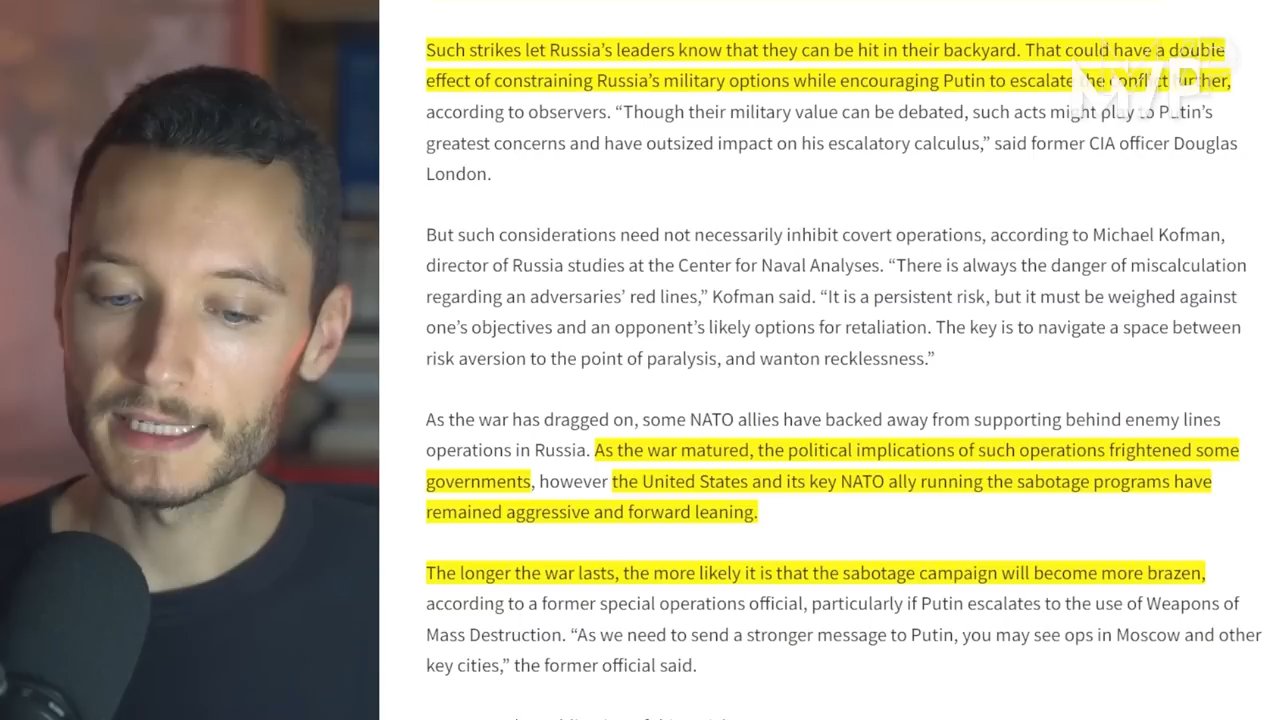 Such strikes let Russia’s leaders know that they can be hit in their backyard. That could have a double
effect of constraining Russia’s military options while encouraging Putin to escalate the conflict further,
according to observers. “Though their military value can be debated, such acts might play to Putin’s
greatest concerns and have outsized impact on his escalatory calculus,” said former CIA officer Douglas
London.
But such considerations need not necessarily inhibit covert operations, according to Michael Kofman,
director of Russia studies at the Center for Naval Analyses. “There is always the danger of miscalculation
regarding an adversaries’ red lines,” Kofman said. “It is a persistent risk, but it must be weighed against
one’s objectives and an opponent’s likely options for retaliation. The key is to navigate a space between
risk aversion to the point of paralysis, and wanton recklessness.”
As the war has dragged on, some NATO allies have backed away from supporting behind enemy lines
operations in Russia. As the war matured, the political implications of such operations frightened some
governments, however the United States and its key NATO ally running the sabotage programs have
remained aggressive and forward leaning.
The longer the war lasts, the more likely it is that the sabotage campaign will become more brazen,
according to a former special operations official, particularly if Putin escalates to the use of Weapons of
Mass Destruction. “As we need to send a stronger message to Putin, you may see ops in Moscow and other
key cities,” the former official said.